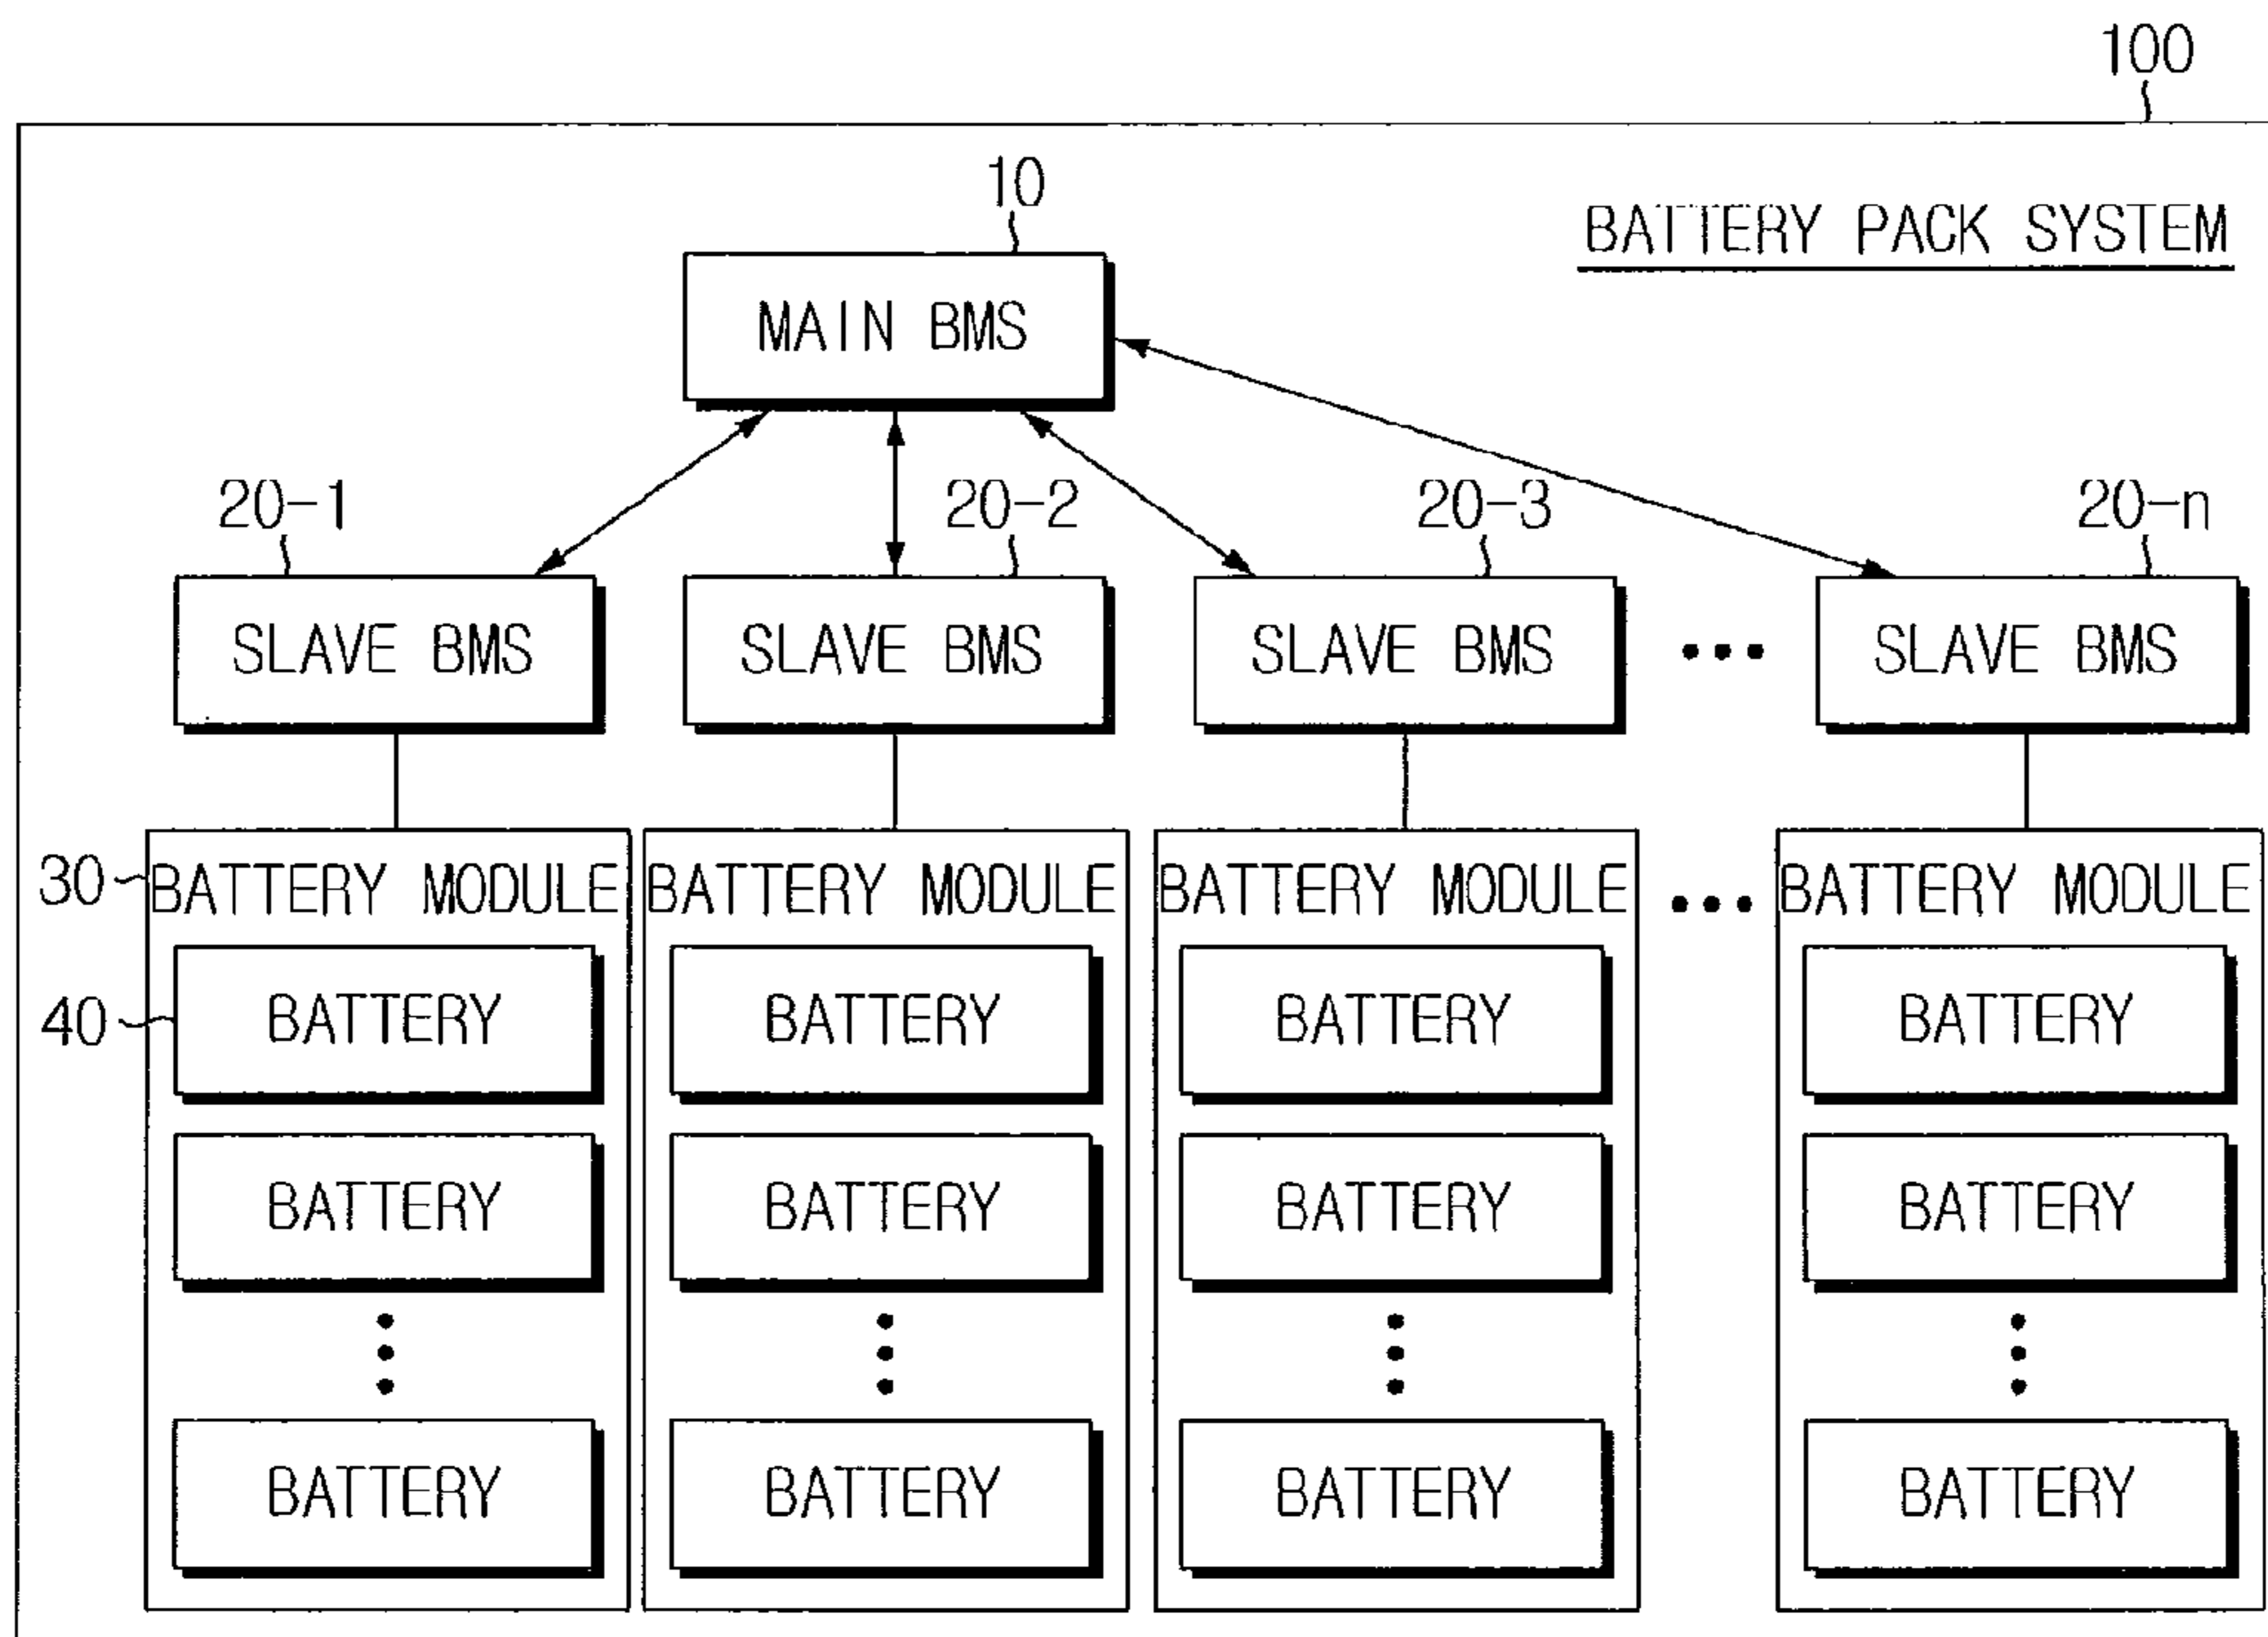 100
10
BATTERY PACK SYSTEM
MAIN BMS
20-1
20-2
20-3
20-n
SLAVE BMS
SLAVE BMS
SLAVE BMS
SLAVE BMS
30
BATTERY MODULE
BATTERY MODULE
BATTERY MODULE
BATTERY MODULE
40
BATTERY
BATTERY
BATTERY
BATTERY
BATTERY
BATTERY
BATTERY
BATTERY
BATTERY
BATTERY
BATTERY
BATTERY